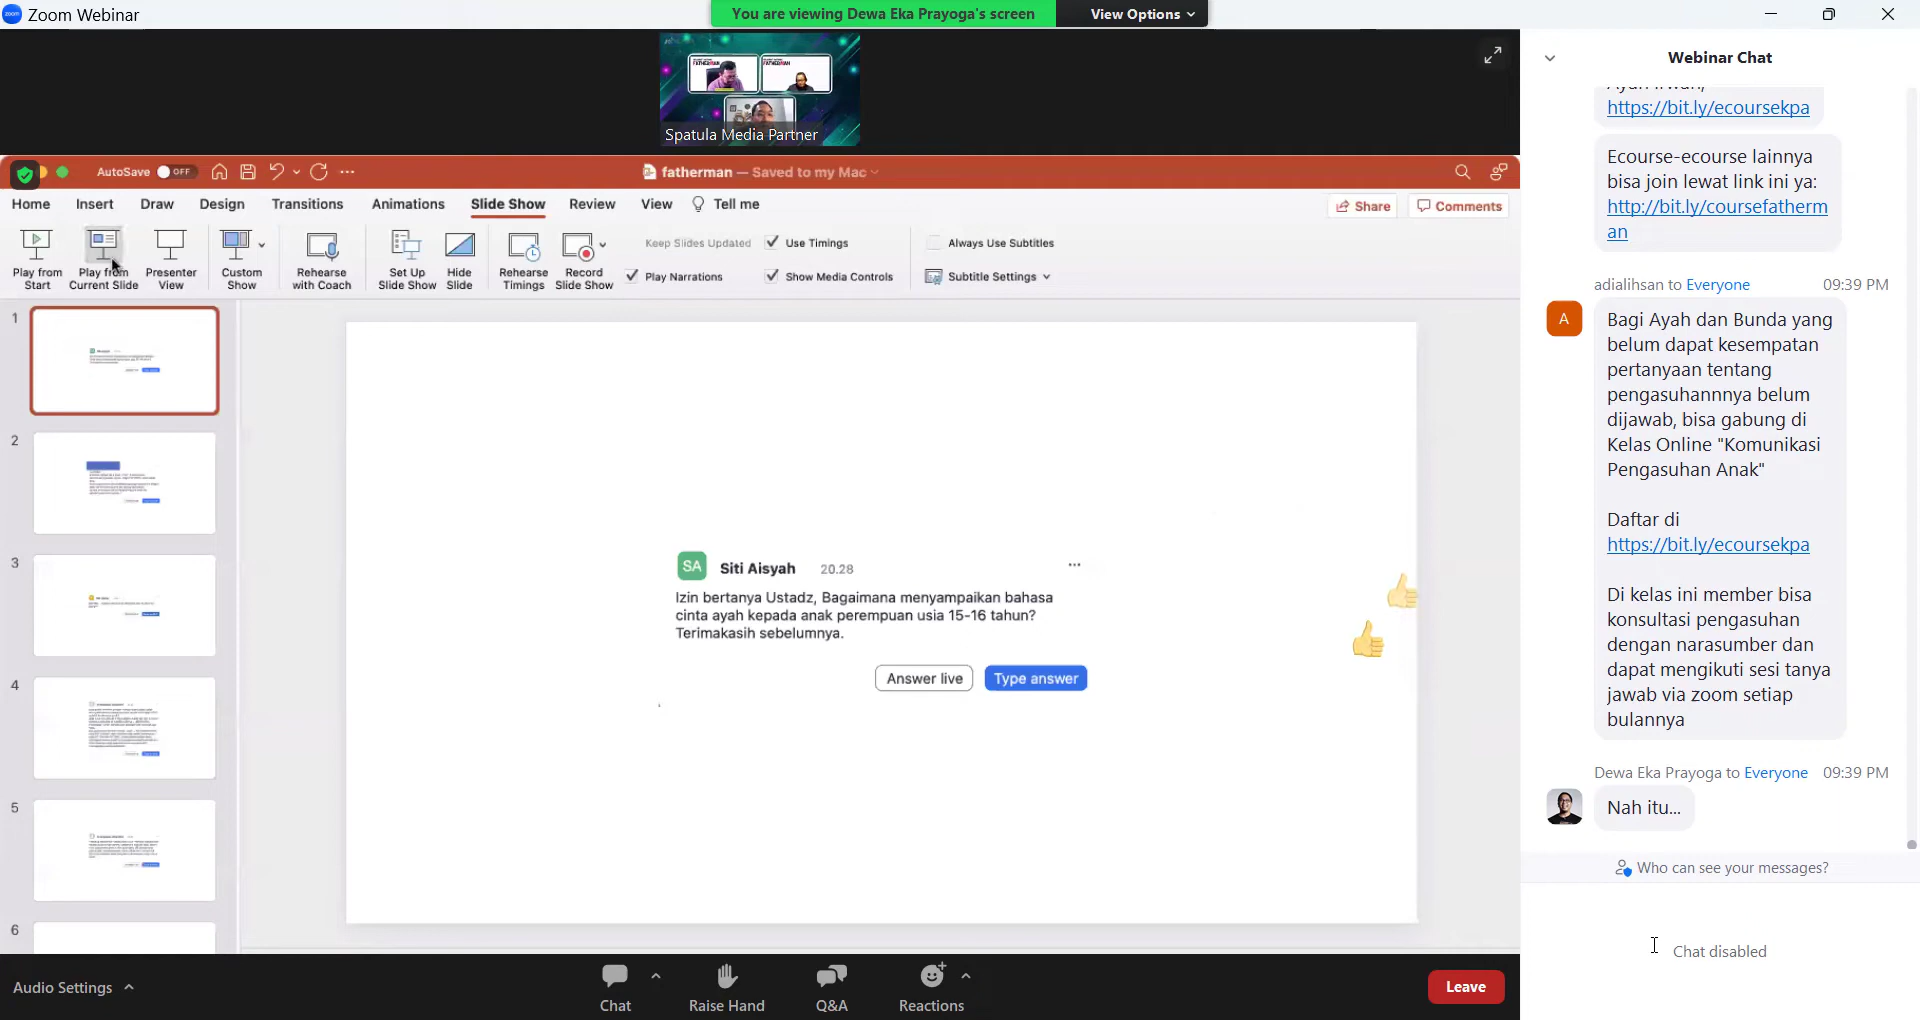 Zoom Webinar
You are viewing Dewa Eka Prayoga's screen
View Options
Spatula Media Partner
AutoSave OFF
fatherman — Saved to my Mac
Home Insert Draw Design Transitions Animations Slide Show Review View Tell me
Share Comments
Play from Start
Play from Current Slide
Presenter View
Custom Show
Rehearse with Coach
Set Up Slide Show
Hide Slide
Rehearse Timings
Record Slide Show
Keep Slides Updated
Use Timings
Play Narrations
Show Media Controls
Always Use Subtitles
Subtitle Settings
1
2
3
4
5
6
SA Siti Aisyah 20.28
Izin bertanya Ustadz, Bagaimana menyampaikan bahasa
cinta ayah kepada anak perempuan usia 15-16 tahun?
Terimakasih sebelumnya.
Answer live Type answer
Webinar Chat
https://bit.ly/ecoursekpa
Ecourse-ecourse lainnya
bisa join lewat link ini ya:
http://bit.ly/coursefatherm
an
adialihsan to Everyone 09:39 PM
A
Bagi Ayah dan Bunda yang
belum dapat kesempatan
pertanyaan tentang
pengasuhannnya belum
dijawab, bisa gabung di
Kelas Online "Komunikasi
Pengasuhan Anak"
Daftar di
https://bit.ly/ecoursekpa
Di kelas ini member bisa
konsultasi pengasuhan
dengan narasumber dan
dapat mengikuti sesi tanya
jawab via zoom setiap
bulannya
Dewa Eka Prayoga to Everyone 09:39 PM
Nah itu...
Who can see your messages?
Chat disabled
Audio Settings
Chat
Raise Hand
Q&A
Reactions
Leave